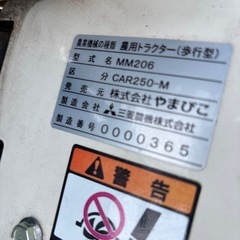 農業機械の種類 農用トラクター(歩行型)
型式名 MM206
区分 CAR250-M
発売元 株式会社やまびこ
製造者 三菱農機株式会社
製造番号 0000365
警告